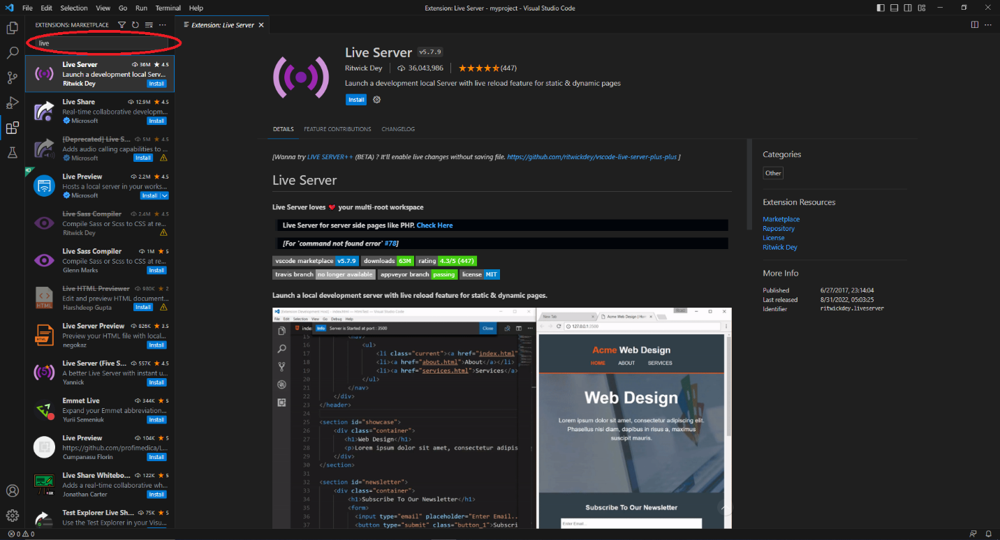 File Edit Selection View Go Run Terminal Help
Extension: Live Server - myproject - Visual Studio Code
EXTENSIONS: MARKETPLACE
live
Live Server 36M 4.5
Launch a development local Serv...
Ritwick Dey Install
Live Share 12.9M 4.5
Real-time collaborative developm...
Microsoft Install
[Deprecated] Live S... 5M 4.5
Adds audio calling capabilities to ...
Microsoft Install
Live Preview 2.2M 4.5
Hosts a local server in your works...
Microsoft Install
Live Sass Compiler 2.4M 4.5
Compile Sass or Scss to CSS at re...
Ritwick Dey
Live Sass Compiler 1M 5
Compile Sass or Scss to CSS at re...
Glenn Marks Install
Live HTML Previewer 980K 2
Edit and preview HTML document...
Harshdeep Gupta Install
Live Server Preview 826K 3.5
Preview your HTML file with local...
negokaz Install
Live Server (Five S... 557K 4.5
A better Live Server with instant u...
Yannick Install
Emmet Live 344K 5
Expand your Emmet abbreviation...
Yurii Semeniuk Install
Live Preview 104K 5
https://github.com/profimedica/L...
Cumpanasu Florin Install
Live Share Whitebo... 122K 5
Adds a real-time collaborative wh...
Jonathan Carter Install
Test Explorer Live Sh... 75K 5
Use the Test Explorer in your Visu...
0 0
Extension: Live Server
Live Server v5.7.9
Ritwick Dey 36,043,986 (447)
Launch a development local Server with live reload feature for static & dynamic pages
Install
DETAILS FEATURE CONTRIBUTIONS CHANGELOG
[Wanna try LIVE SERVER++ (BETA) ? It'll enable live changes without saving file. https://github.com/ritwickdey/vscode-live-server-plus-plus ]
Live Server
Live Server loves your multi-root workspace
Live Server for server side pages like PHP. Check Here
[For 'command not found error' #78]
vscode marketplace v5.7.9 downloads 63M rating 4.3/5 (447)
travis branch no longer available appveyor branch passing license MIT
Launch a local development server with live reload feature for static & dynamic pages.
File Edit Selection View Go Debug Help
Info Server is Started at port : 3500 Close
15 <nav>
16 <ul>
17 <li class="current"><a href="index.html"
18 <li><a href="about.html">About</a></li>
19 <li><a href="services.html">Services</a>
20 </ul>
21 </nav>
22 </div>
23 </header>
24
25 <section id="showcase">
26 <div class="container">
27 <h1>Web Design</h1>
28 <p>Lorem ipsum dolor sit amet, consectetur adipis
29 </div>
30 </section>
31
32 <section id="newsletter">
33 <div class="container">
34 <h1>Subscribe To Our Newsletter</h1>
35 <form>
36 <input type="email" placeholder="Enter Email..
37 <button type="submit" class="button_1">Subscri
New Tab Acme Web Design |
127.0.0.1:3500
Acme Web Design
HOME ABOUT SERVICES
Web Design
Lorem ipsum dolor sit amet, consectetur adipiscing elit.
Phasellus nisi diam, dapibus in risus a, maximus
suscipit mauris.
Subscribe To Our Newsletter
Enter Email...
Categories
Other
Extension Resources
Marketplace
Repository
License
Ritwick Dey
More Info
Published 6/27/2017, 23:14:04
Last released 8/31/2022, 05:03:25
Identifier ritwickdey.liveserver